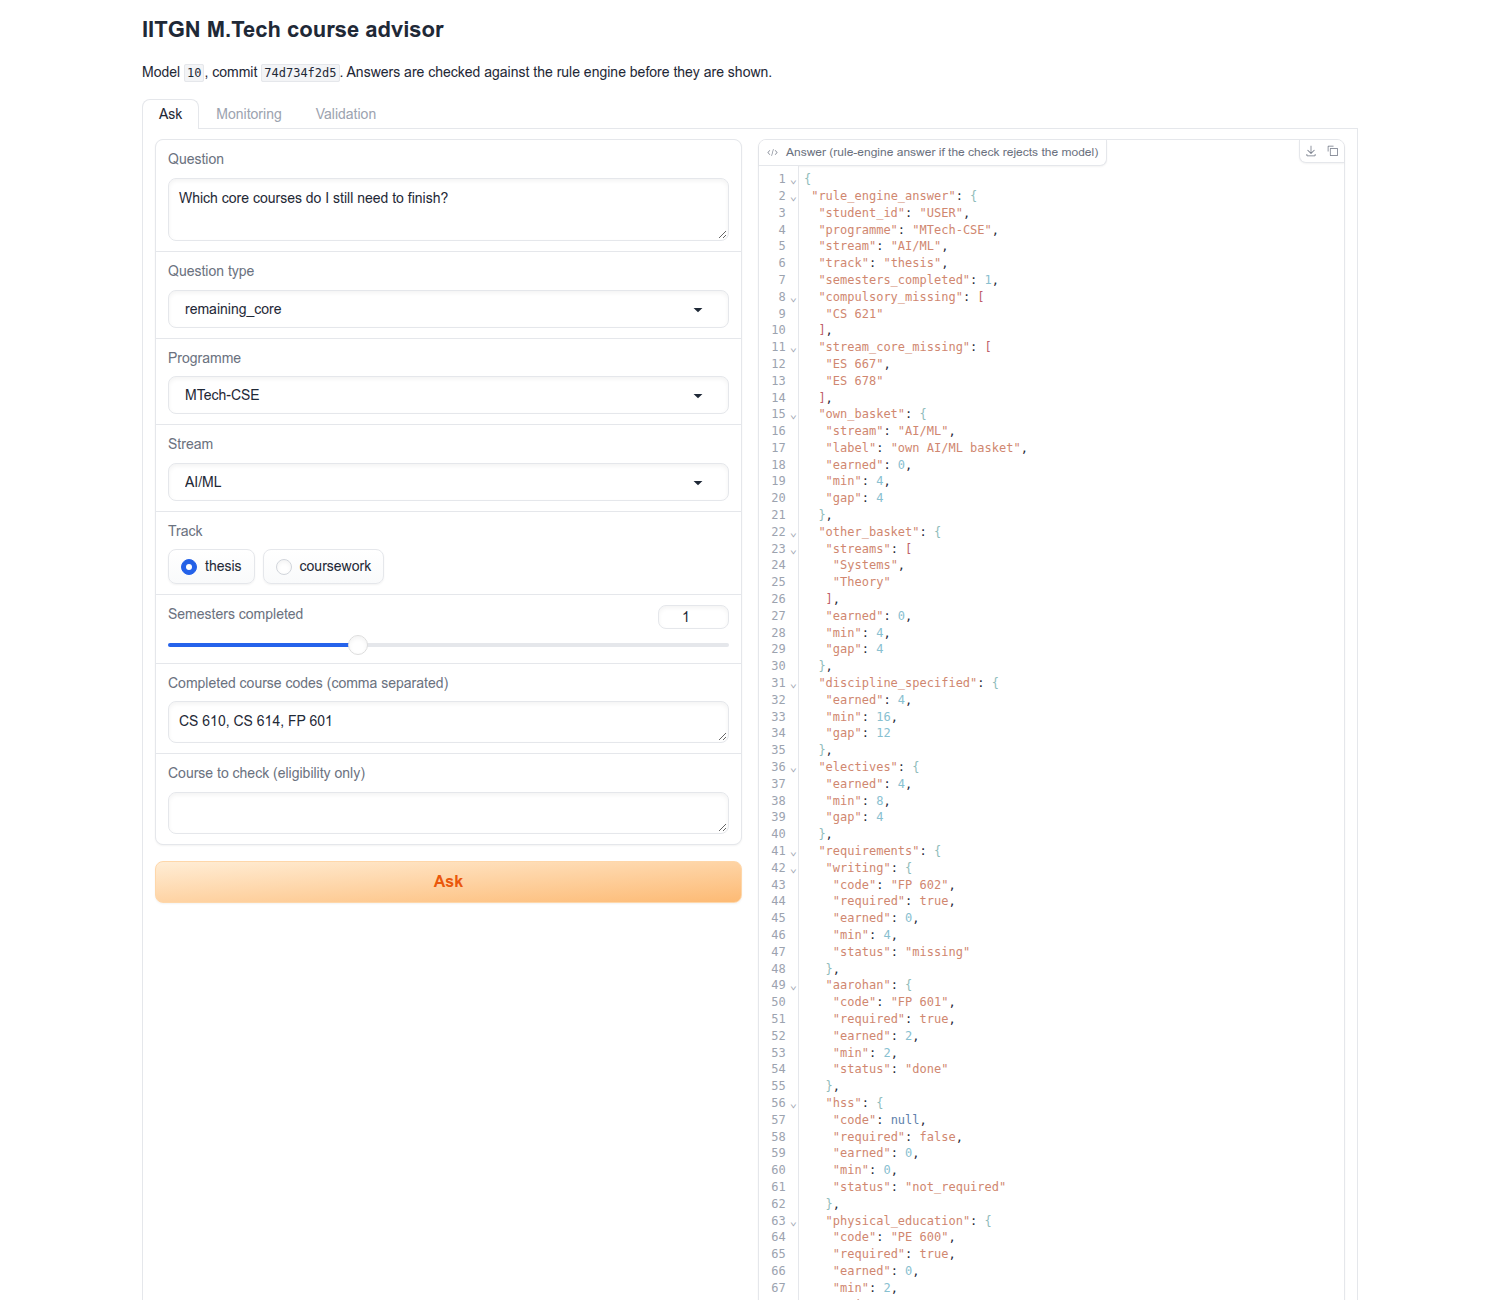 IITGN M.Tech course advisor
Model 10, commit 74d734f2d5. Answers are checked against the rule engine before they are shown.
Ask
Monitoring
Validation
Question
Which core courses do I still need to finish?
Question type
remaining_core
Programme
MTech-CSE
Stream
AI/ML
Track
thesis
coursework
Semesters completed
1
Completed course codes (comma separated)
CS 610, CS 614, FP 601
Course to check (eligibility only)
Ask
Answer (rule-engine answer if the check rejects the model)
1 {
2 "rule_engine_answer": {
3 "student_id": "USER",
4 "programme": "MTech-CSE",
5 "stream": "AI/ML",
6 "track": "thesis",
7 "semesters_completed": 1,
8 "compulsory_missing": [
9 "CS 621"
10 ],
11 "stream_core_missing": [
12 "ES 667",
13 "ES 678"
14 ],
15 "own_basket": {
16 "stream": "AI/ML",
17 "label": "own AI/ML basket",
18 "earned": 0,
19 "min": 4,
20 "gap": 4
21 },
22 "other_basket": {
23 "streams": [
24 "Systems",
25 "Theory"
26 ],
27 "earned": 0,
28 "min": 4,
29 "gap": 4
30 },
31 "discipline_specified": {
32 "earned": 4,
33 "min": 16,
34 "gap": 12
35 },
36 "electives": {
37 "earned": 4,
38 "min": 8,
39 "gap": 4
40 },
41 "requirements": {
42 "writing": {
43 "code": "FP 602",
44 "required": true,
45 "earned": 0,
46 "min": 4,
47 "status": "missing"
48 },
49 "aarohan": {
50 "code": "FP 601",
51 "required": true,
52 "earned": 2,
53 "min": 2,
54 "status": "done"
55 },
56 "hss": {
57 "code": null,
58 "required": false,
59 "earned": 0,
60 "min": 0,
61 "status": "not_required"
62 },
63 "physical_education": {
64 "code": "PE 600",
65 "required": true,
66 "earned": 0,
67 "min": 2,